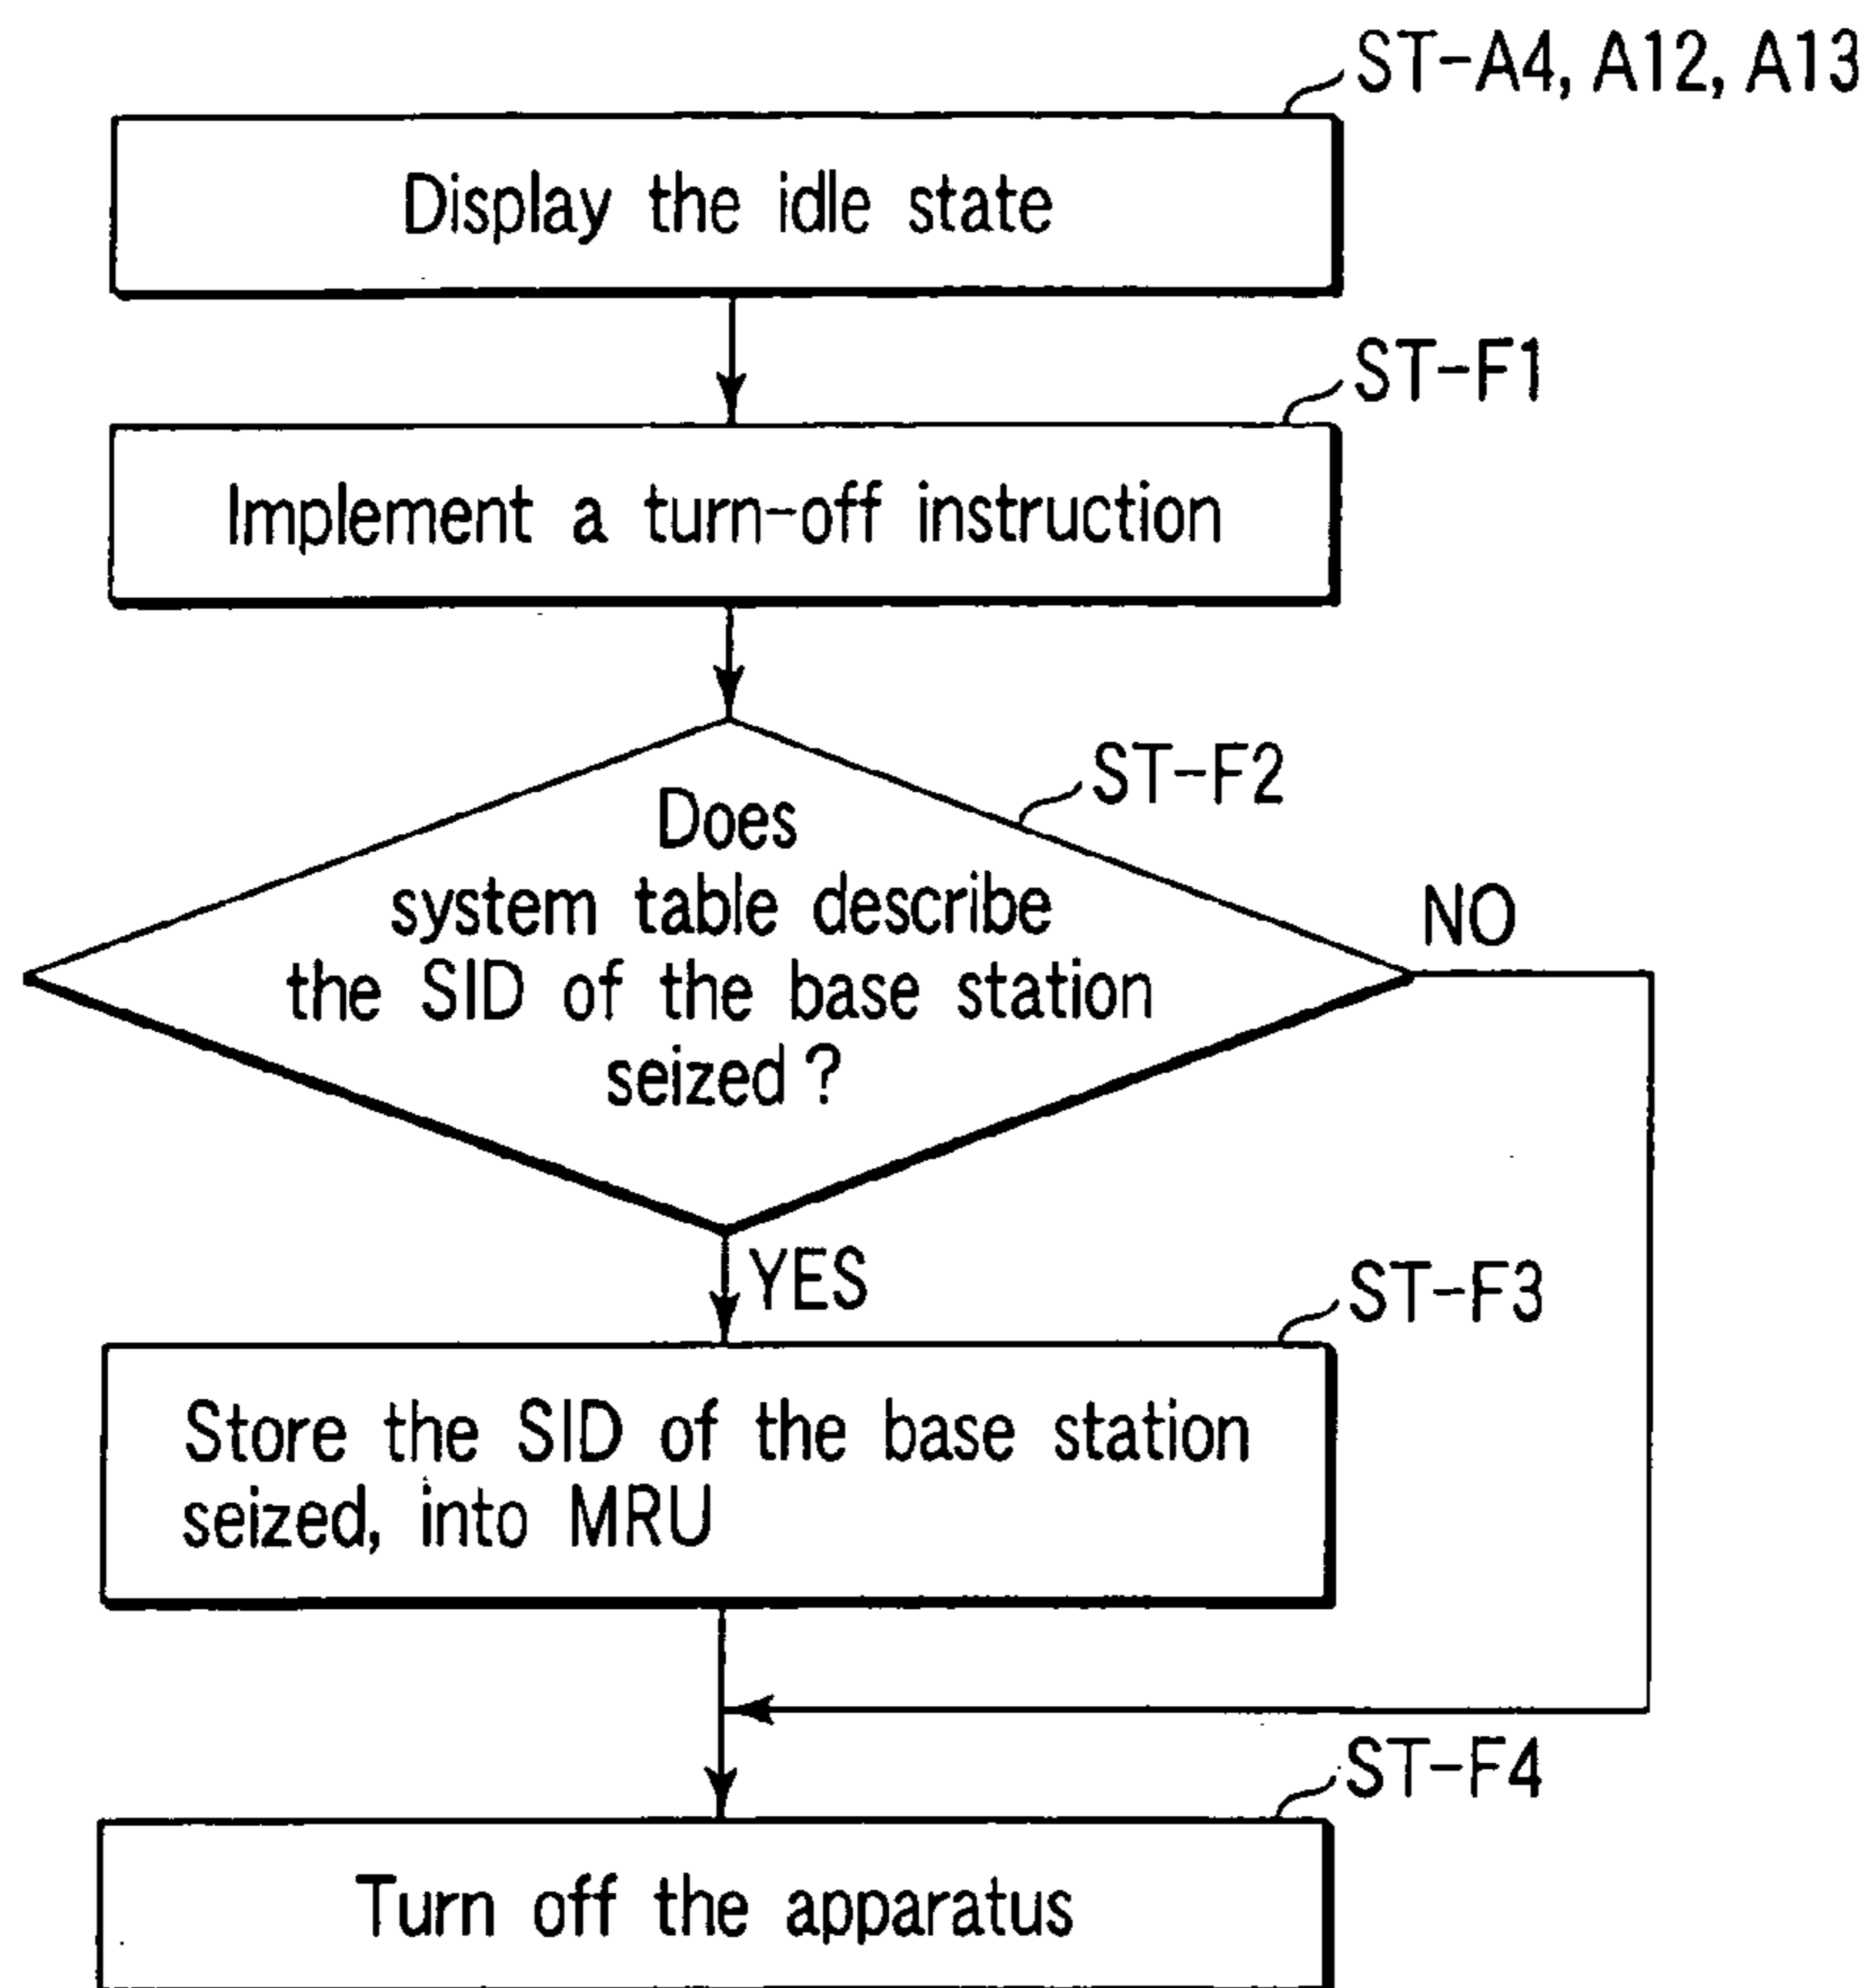 ST-A4, A12, A13
Display the idle state
ST-F1
Implement a turn-off instruction
ST-F2
Does
system table describe
the SID of the base station
seized?
NO
YES
ST-F3
Store the SID of the base station
seized, into MRU
ST-F4
Turn off the apparatus